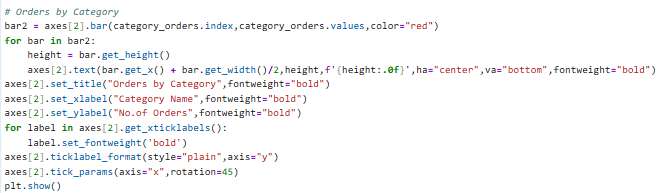 # Orders by Category
bar2 = axes[2].bar(category_orders.index,category_orders.values,color="red")
for bar in bar2:
    height = bar.get_height()
    axes[2].text(bar.get_x() + bar.get_width()/2,height,f'{height:.0f}',ha="center",va="bottom",fontweight="bold")
axes[2].set_title("Orders by Category",fontweight="bold")
axes[2].set_xlabel("Category Name",fontweight="bold")
axes[2].set_ylabel("No.of Orders",fontweight="bold")
for label in axes[2].get_xticklabels():
    label.set_fontweight('bold')
axes[2].ticklabel_format(style="plain",axis="y")
axes[2].tick_params(axis="x",rotation=45)
plt.show()